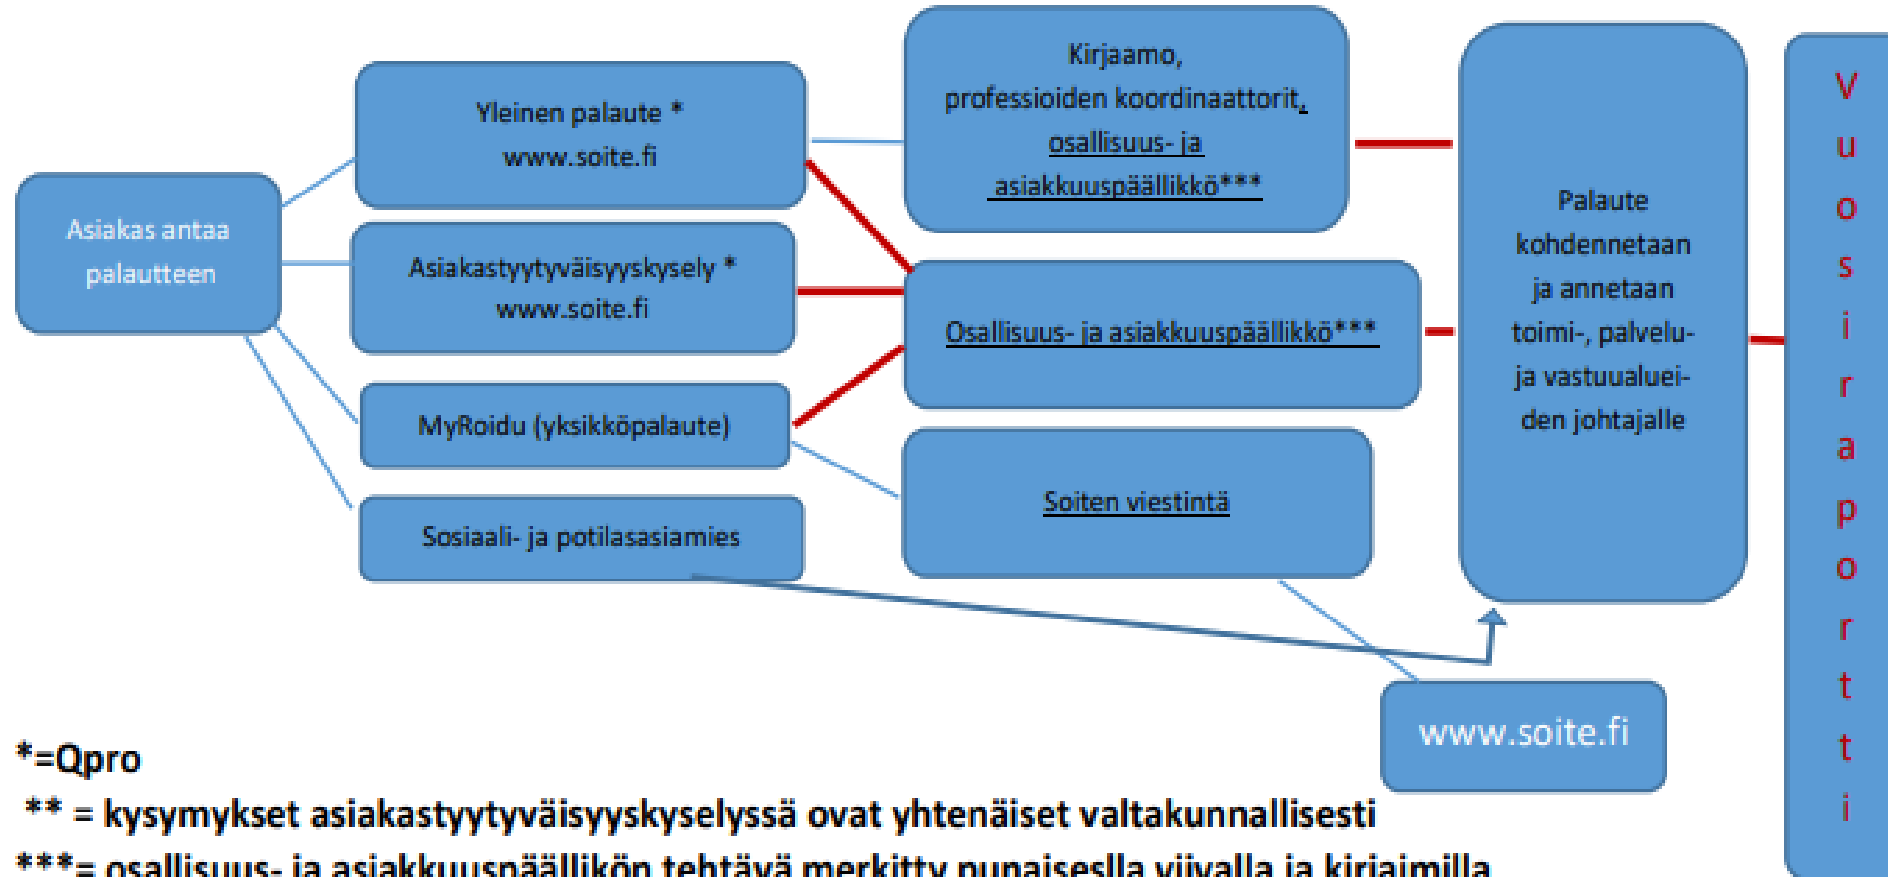 Asiakas antaa
palautteen
Yleinen palaute *
www.soite.fi
Asiakastyytyväisyyskysely *
www.soite.fi
MyRoidu (yksikköpalaute)
Sosiaali- ja potilasasiamies
Kirjaamo,
professioiden koordinaattorit,
osallisuus- ja
asiakkuuspäällikkö***
Osallisuus- ja asiakkuuspäällikkö***
Soiten viestintä
www.soite.fi
Palaute
kohdennetaan
ja annetaan
toimi-, palvelu-
ja vastuualuei-
den johtajalle
V
u
o
s
i
r
a
p
o
r
t
t
i
*=Qpro
** = kysymykset asiakastyytyväisyyskyselyssä ovat yhtenäiset valtakunnallisesti
***= osallisuus- ja asiakkuuspäällikön tehtävä merkitty punaiseslla viivalla ja kirjaimilla